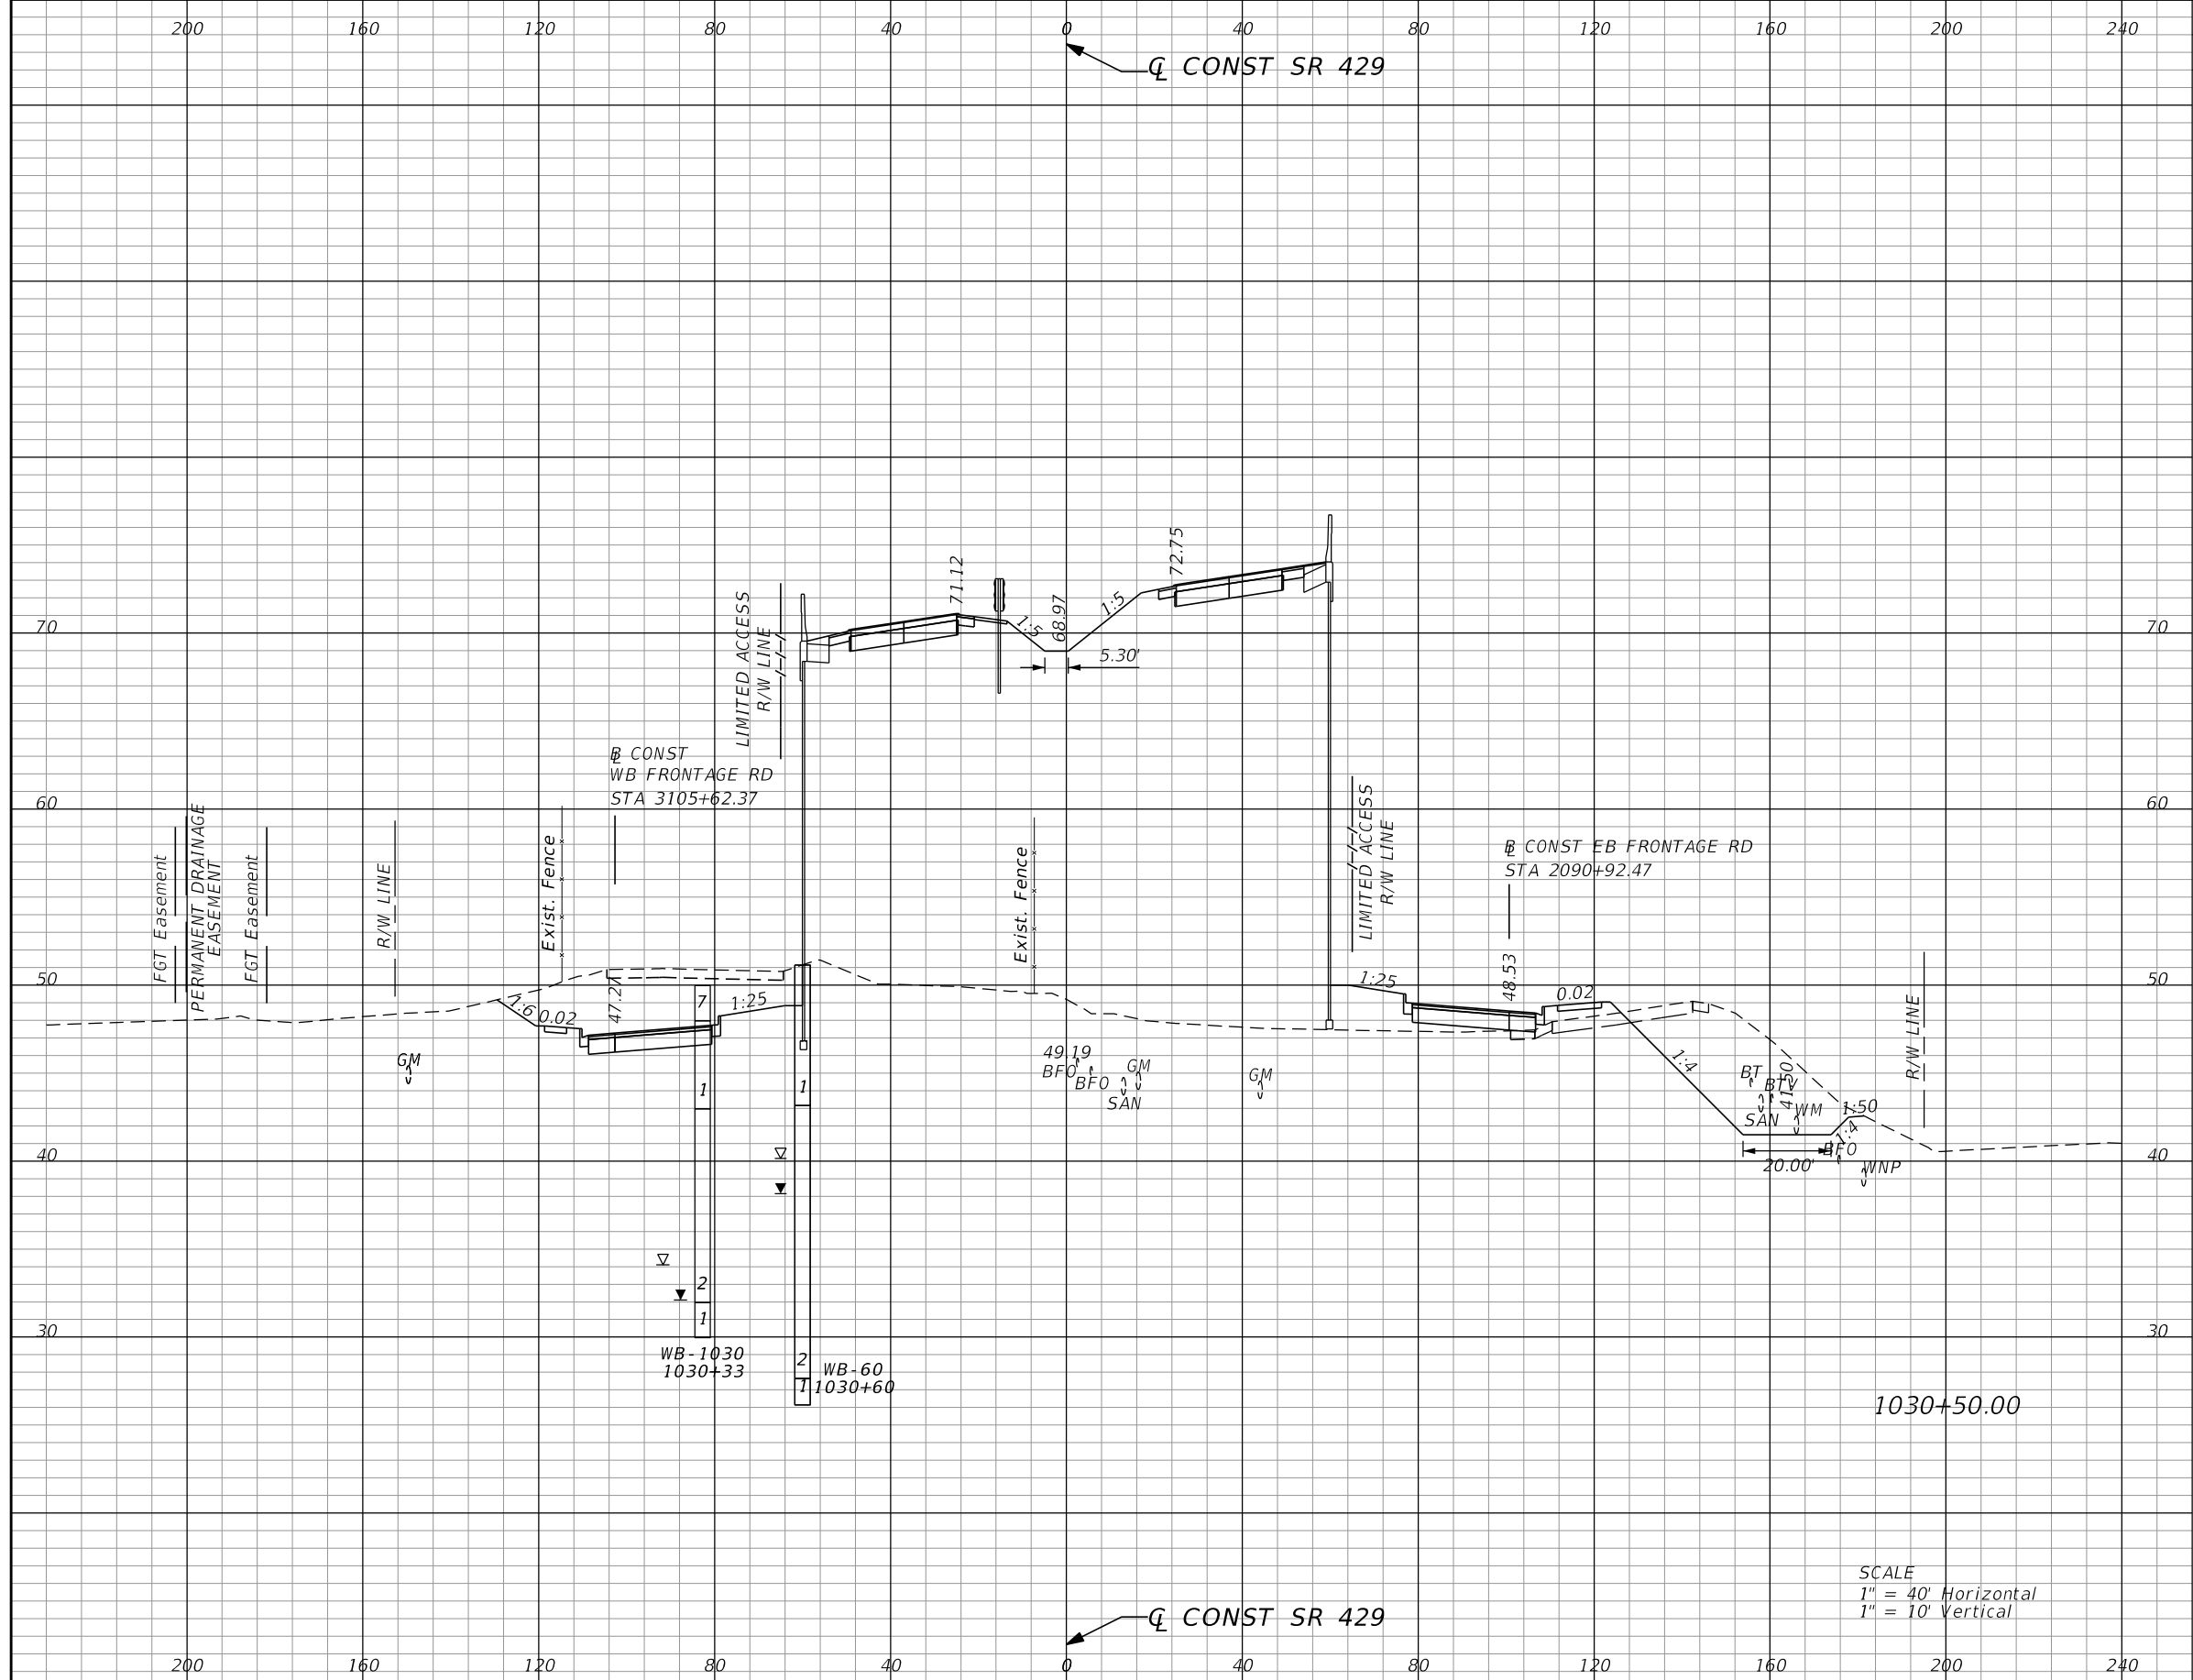 200 160 120 80 40 0 40 80 120 160 200 240
℄ CONST SR 429
72.75
71.12
1:5
68.97
1:5
5.30'
70 70
LIMITED ACCESS
R/W LINE
B̵L CONST
WB FRONTAGE RD
STA 3105+62.37
60 60
FGT Easement
PERMANENT DRAINAGE
EASEMENT
FGT Easement
R/W LINE
Exist. Fence
Exist. Fence
LIMITED ACCESS
R/W LINE
B̵L CONST EB FRONTAGE RD
STA 2090+92.47
50 50
1:6
0.02
47.27
7
1:25
1:25
48.53
0.02
R/W LINE
GM
49.19
BFO
BFO
GM
SAN
GM
1
1
1:4
BT
BTV
41.50
SAN
WM
1:50
1:4
BFO
20.00'
WNP
40 40
2
1
30 30
WB-1030
1030+33
2
1
WB-60
1030+60
1030+50.00
SCALE
1" = 40' Horizontal
1" = 10' Vertical
℄ CONST SR 429
200 160 120 80 40 0 40 80 120 160 200 240